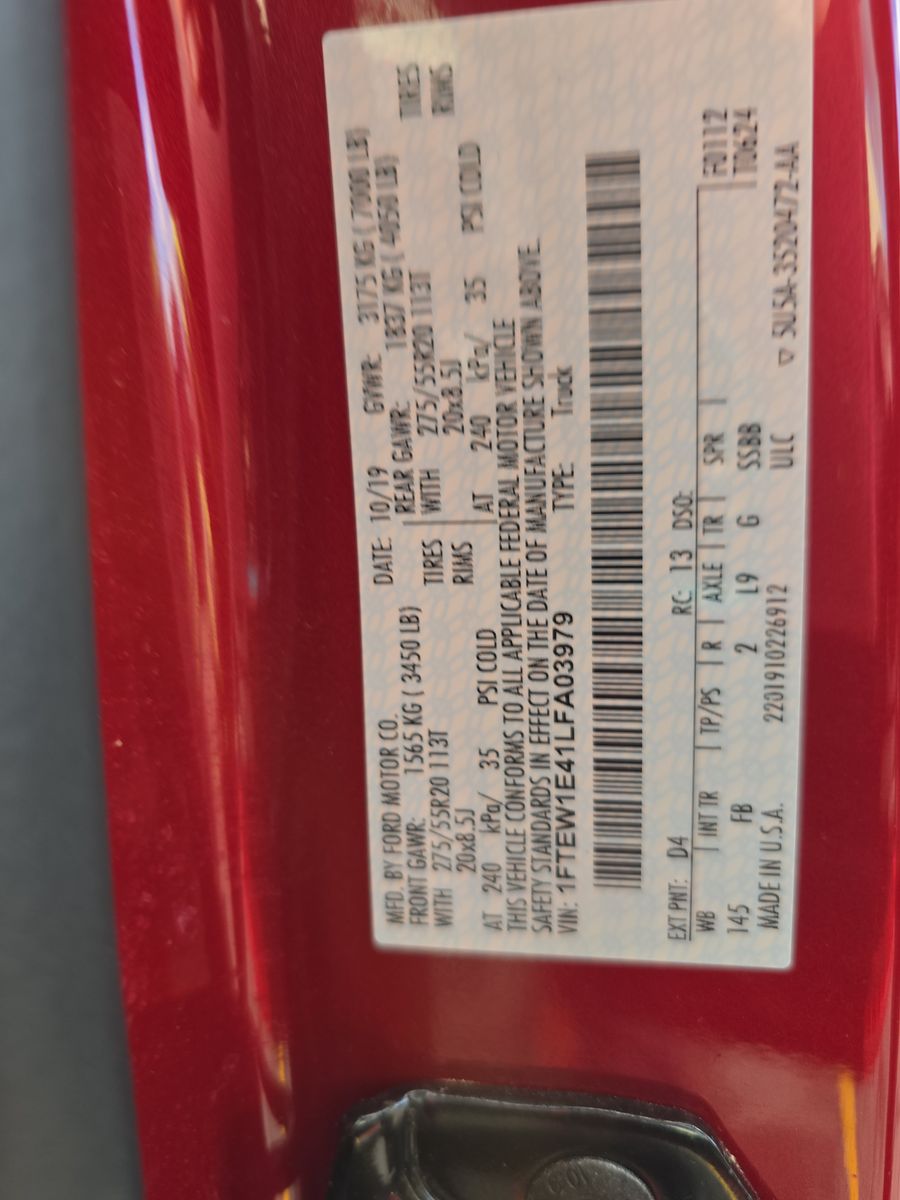 MFD. BY FORD MOTOR CO. DATE: 10/19 GVWR: 3175 KG ( 7000 LB)
FRONT GAWR: 1565 KG ( 3450 LB) REAR GAWR: 1837 KG ( 4050 LB)
WITH 275/55R20 113T TIRES WITH 275/55R20 113T TIRES
20x8.5J RIMS 20x8.5J RIMS
AT 240 kPa/ 35 PSI COLD AT 240 kPa/ 35 PSI COLD
THIS VEHICLE CONFORMS TO ALL APPLICABLE FEDERAL MOTOR VEHICLE
SAFETY STANDARDS IN EFFECT ON THE DATE OF MANUFACTURE SHOWN ABOVE.
VIN: 1FTEW1E41LFA03979 TYPE: Truck
EXT PNT: D4 RC: 13 DSO: F0112
WB INT TR TP/PS R AXLE TR SPR T0624
145 FB 2 L9 G SSBB
MADE IN U.S.A. 2201910226912 ULC ▽ 5U5A-3520472-AA